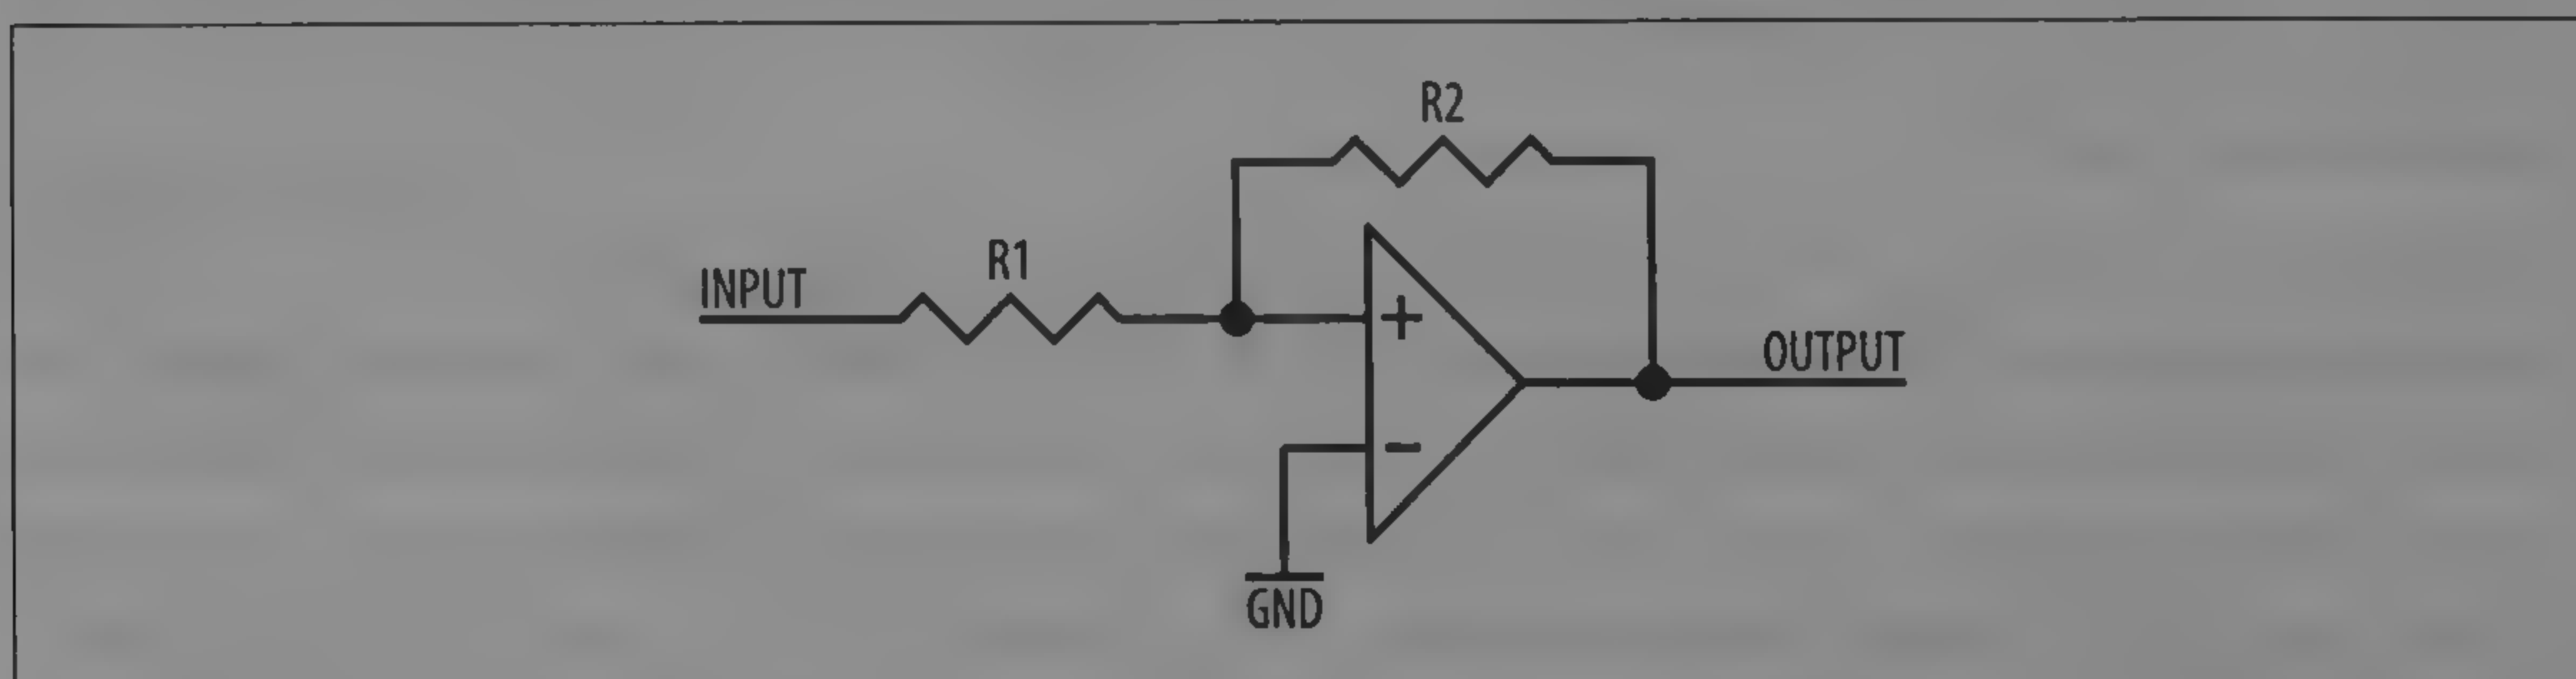 R2
R1
INPUT
+
OUTPUT
-
GND